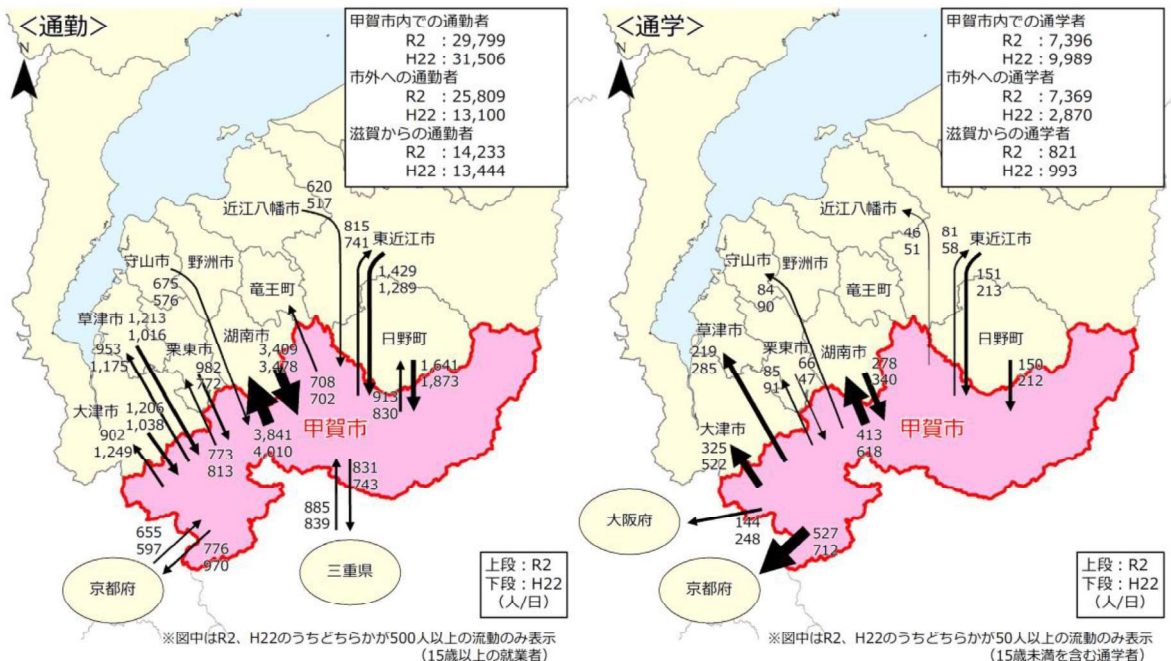 <通勤>
N
甲賀市内での通勤者
R2 :29,799
H22:31,506
市外への通勤者
R2 :25,809
H22:13,100
滋賀からの通勤者
R2 :14,233
H22:13,444
620
517
近江八幡市
815
741
東近江市
守山市
野洲市
675
576
竜王町
1,429
1,289
草津市
1,213
1,016
953
1,175
栗東市
982
772
湖南市
3,499
3,478
日野町
1,641
1,873
708
702
913
830
大津市
1,206
1,038
902
1,249
773
813
3,841
4,010
甲賀市
831
743
885
839
655
597
776
970
京都府
三重県
上段:R2
下段:H22
(人/日)
※図中はR2、H22のうちどちらかが500人以上の流動のみ表示
(15歳以上の就業者)
<通学>
N
甲賀市内での通学者
R2 :7,396
H22:9,989
市外への通学者
R2 :7,369
H22:2,870
滋賀からの通学者
R2 :821
H22:993
近江八幡市
46
51
81
58
東近江市
守山市
野洲市
84
90
竜王町
151
213
草津市
219
285
栗東市
85
91
66
47
湖南市
278
340
日野町
150
212
大津市
325
522
413
618
甲賀市
大阪府
144
248
527
712
京都府
上段:R2
下段:H22
(人/日)
※図中はR2、H22のうちどちらかが50人以上の流動のみ表示
(15歳未満を含む通学者)